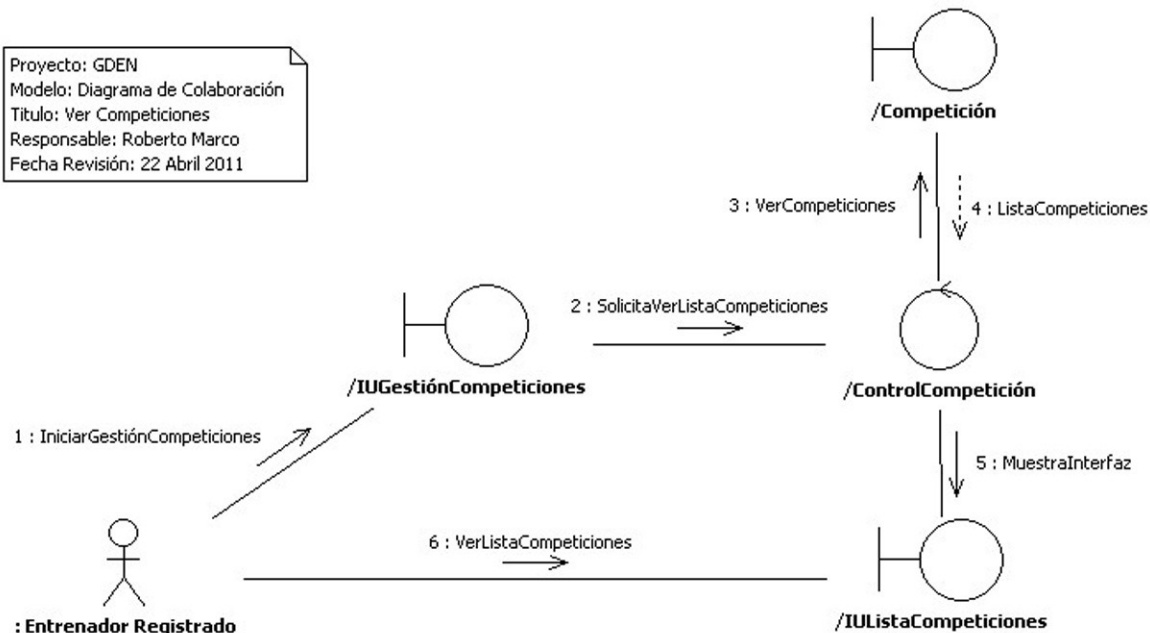 Proyecto: GDEN
Modelo: Diagrama de Colaboración
Titulo: Ver Competiciones
Responsable: Roberto Marco
Fecha Revisión: 22 Abril 2011
/Competición
3 : VerCompeticiones
4 : ListaCompeticiones
2 : SolicitaVerListaCompeticiones
/IUGestiónCompeticiones
/ControlCompetición
1 : IniciarGestiónCompeticiones
5 : MuestraInterfaz
6 : VerListaCompeticiones
: Entrenador Registrado
/IUListaCompeticiones